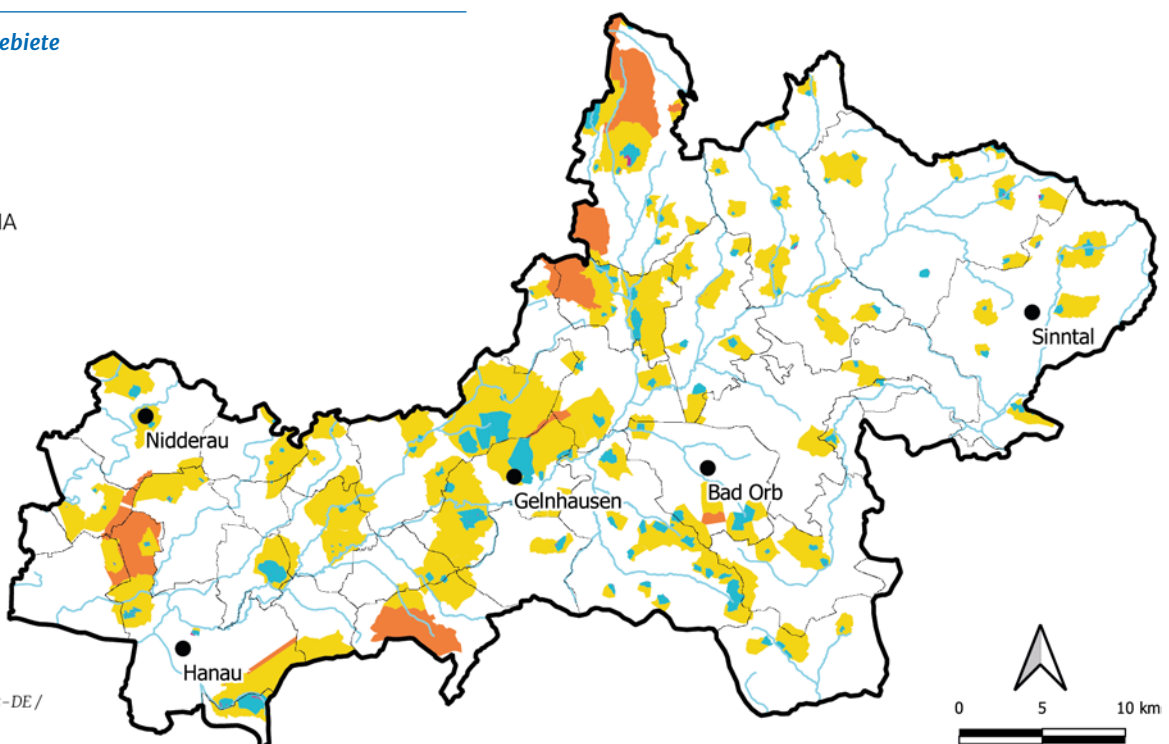 ebiete
IA
Sinntal
Nidderau
Gelnhausen
Bad Orb
Hanau
-DE/
0 5 10 km